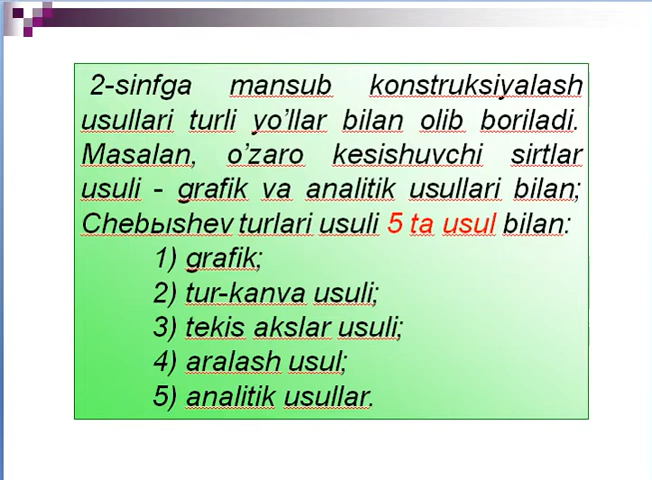 2-sinfga mansub konstruksiyalash
usullari turli yo’llar bilan olib boriladi.
Masalan, o’zaro kesishuvchi sirtlar
usuli - grafik va analitik usullari bilan;
Chebыshev turlari usuli 5 ta usul bilan:
1) grafik;
2) tur-kanva usuli;
3) tekis akslar usuli;
4) aralash usul;
5) analitik usullar.